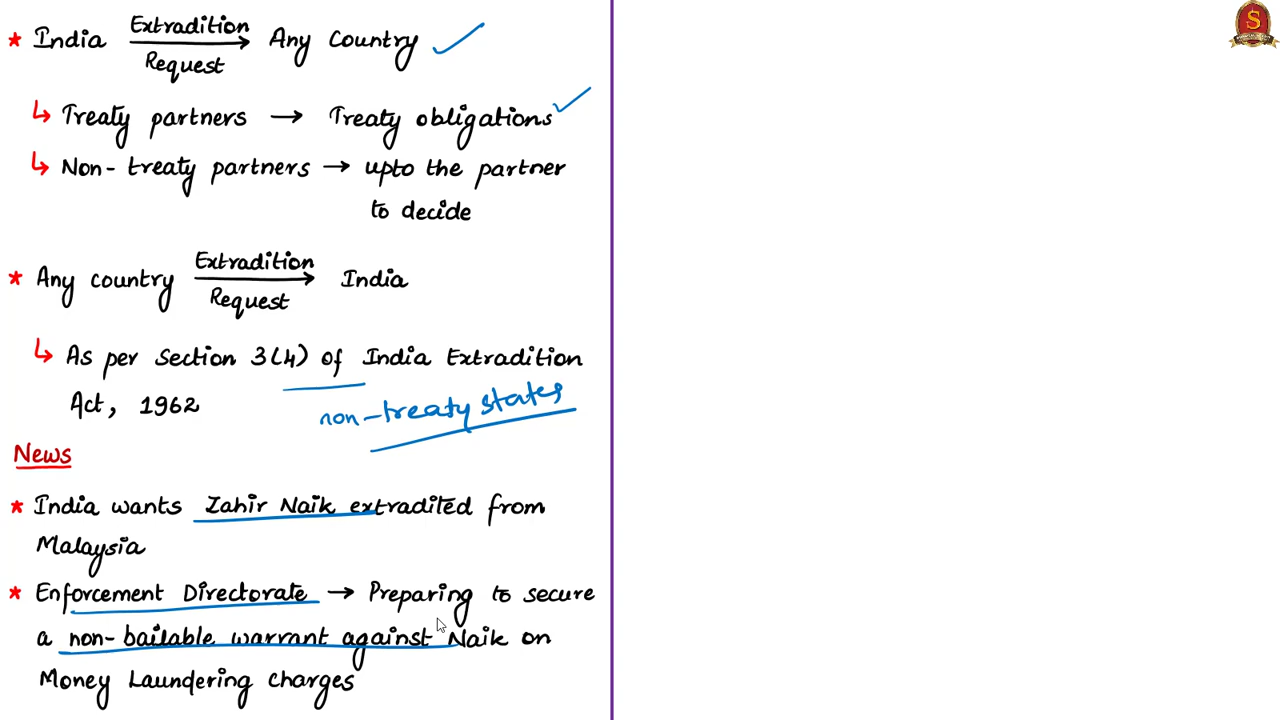 * India Extradition Request → Any Country ✓
↳ Treaty partners → Treaty obligations ✓
↳ Non-treaty partners → upto the partner
to decide
* Any country Extradition Request → India
↳ As per Section 3(4) of India Extradition
Act, 1962
non-treaty states
News
* India wants Zahir Naik extradited from
Malaysia
* Enforcement Directorate → Preparing to secure
a non-bailable warrant against Naik on
Money Laundering charges
S